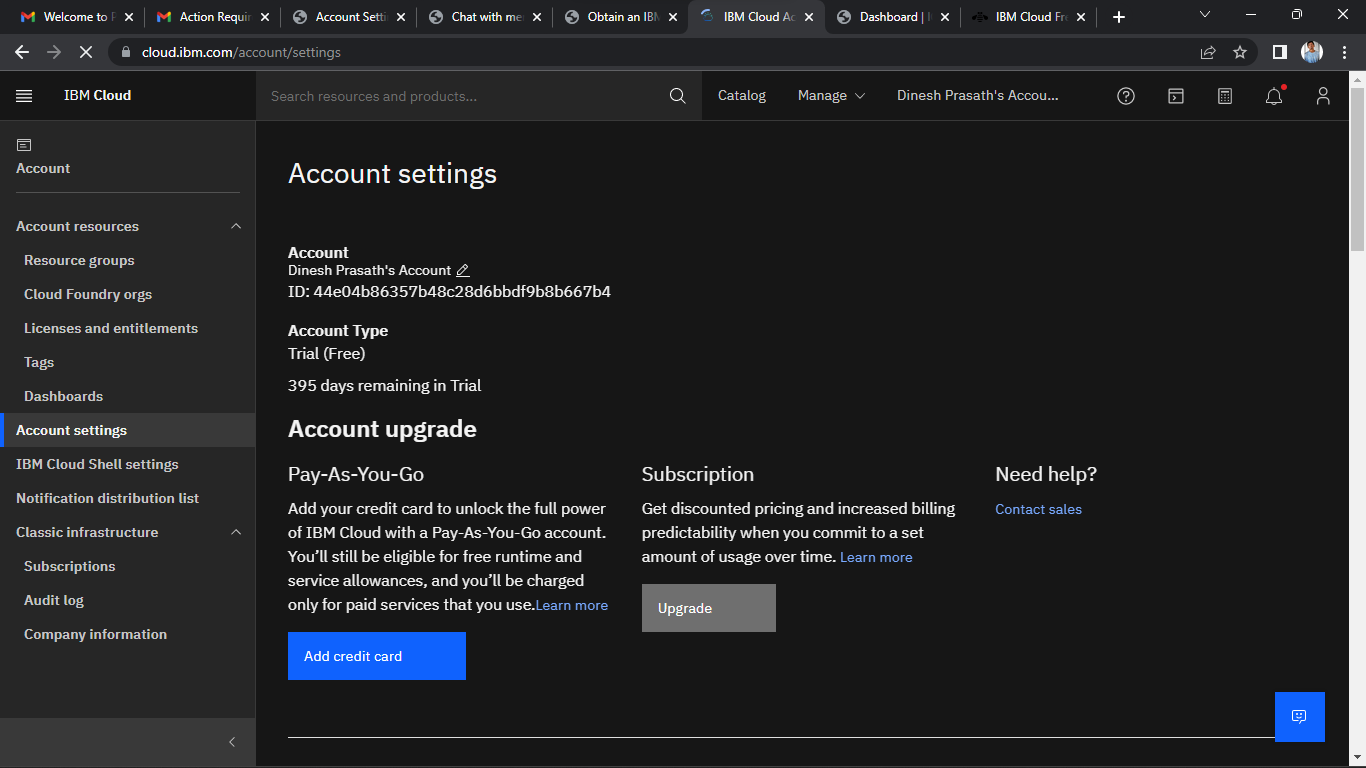 Welcome to P
Action Requir
Account Setti
Chat with me
Obtain an IBM
IBM Cloud Ac
Dashboard |
IBM Cloud Fr
cloud.ibm.com/account/settings
IBM Cloud
Search resources and products...
Catalog
Manage
Dinesh Prasath's Accou...
Account
Account resources
Resource groups
Cloud Foundry orgs
Licenses and entitlements
Tags
Dashboards
Account settings
IBM Cloud Shell settings
Notification distribution list
Classic infrastructure
Subscriptions
Audit log
Company information
Account settings
Account
Dinesh Prasath's Account
ID: 44e04b86357b48c28d6bbdf9b8b667b4
Account Type
Trial (Free)
395 days remaining in Trial
Account upgrade
Pay-As-You-Go
Add your credit card to unlock the full power
of IBM Cloud with a Pay-As-You-Go account.
You’ll still be eligible for free runtime and
service allowances, and you’ll be charged
only for paid services that you use.Learn more
Add credit card
Subscription
Get discounted pricing and increased billing
predictability when you commit to a set
amount of usage over time. Learn more
Upgrade
Need help?
Contact sales